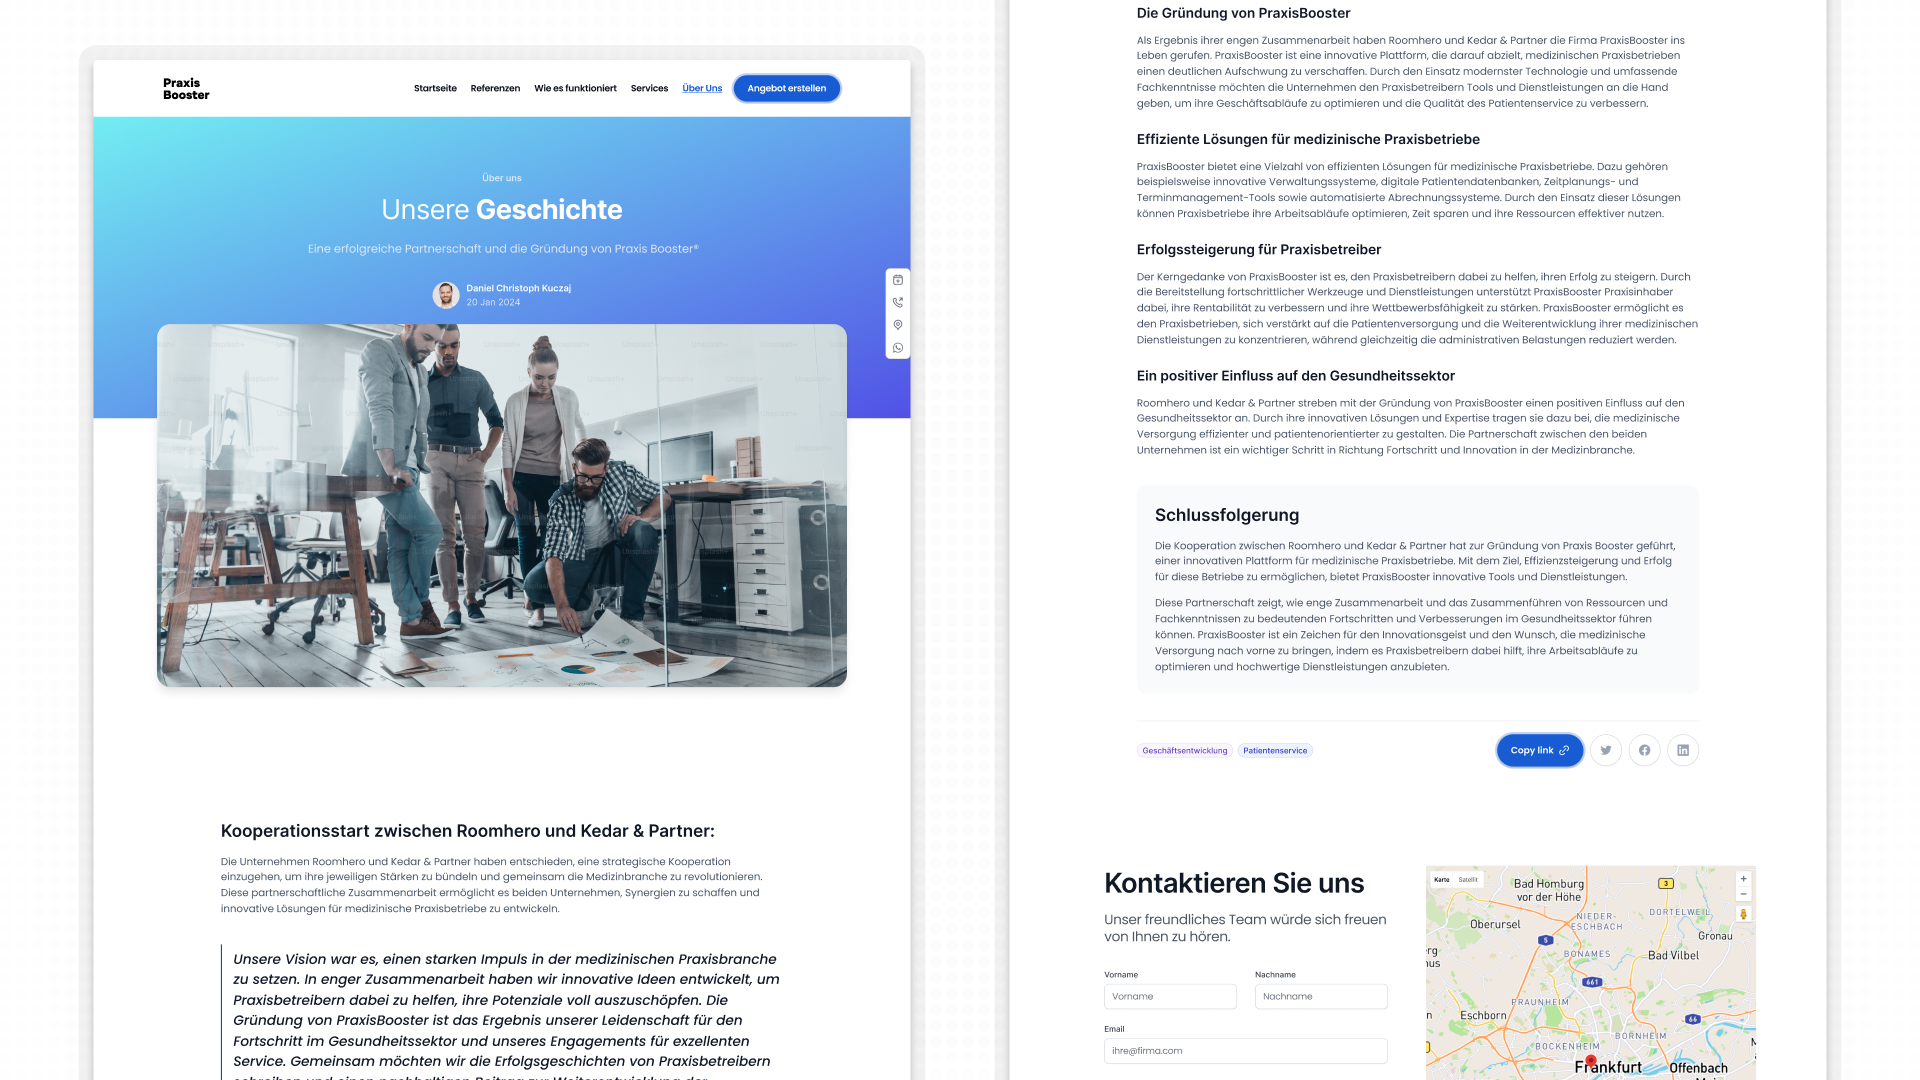 Praxis
Booster
Startseite
Referenzen
Wie es funktioniert
Services
Über Uns
Angebot erstellen
Über uns
Unsere Geschichte
Eine erfolgreiche Partnerschaft und die Gründung von Praxis Booster®
Daniel Christoph Kuczaj
20 Jan 2024
Kooperationsstart zwischen Roomhero und Kedar & Partner:
Die Unternehmen Roomhero und Kedar & Partner haben entschieden, eine strategische Kooperation
einzugehen, um ihre jeweiligen Stärken zu bündeln und gemeinsam die Medizinbranche zu revolutionieren.
Diese partnerschaftliche Zusammenarbeit ermöglicht es beiden Unternehmen, Synergien zu schaffen und
innovative Lösungen für medizinische Praxisbetriebe zu entwickeln.
Unsere Vision war es, einen starken Impuls in der medizinischen Praxisbranche
zu setzen. In enger Zusammenarbeit haben wir innovative Ideen entwickelt, um
Praxisbetreibern dabei zu helfen, ihre Potenziale voll auszuschöpfen. Die
Gründung von PraxisBooster ist das Ergebnis unserer Leidenschaft für den
Fortschritt im Gesundheitssektor und unseres Engagements für exzellenten
Service. Gemeinsam möchten wir die Erfolgsgeschichten von Praxisbetreibern
schreiben und einen nachhaltigen Beitrag zur Weiterentwicklung der
Die Gründung von PraxisBooster
Als Ergebnis ihrer engen Zusammenarbeit haben Roomhero und Kedar & Partner die Firma PraxisBooster ins
Leben gerufen. PraxisBooster ist eine innovative Plattform, die darauf abzielt, medizinischen Praxisbetrieben
einen deutlichen Aufschwung zu verschaffen. Durch den Einsatz modernster Technologie und umfassende
Fachkenntnisse möchten die Unternehmen den Praxisbetreibern Tools und Dienstleistungen an die Hand
geben, um ihre Geschäftsabläufe zu optimieren und die Qualität des Patientenservice zu verbessern.
Effiziente Lösungen für medizinische Praxisbetriebe
PraxisBooster bietet eine Vielzahl von effizienten Lösungen für medizinische Praxisbetriebe. Dazu gehören
beispielsweise innovative Verwaltungssysteme, digitale Patientendatenbanken, Zeitplanungs- und
Terminmanagement-Tools sowie automatisierte Abrechnungssysteme. Durch den Einsatz dieser Lösungen
können Praxisbetriebe ihre Arbeitsabläufe optimieren, Zeit sparen und ihre Ressourcen effektiver nutzen.
Erfolgssteigerung für Praxisbetreiber
Der Kerngedanke von PraxisBooster ist es, den Praxisbetreibern dabei zu helfen, ihren Erfolg zu steigern. Durch
die Bereitstellung fortschrittlicher Werkzeuge und Dienstleistungen unterstützt PraxisBooster Praxisinhaber
dabei, ihre Rentabilität zu verbessern und ihre Wettbewerbsfähigkeit zu stärken. PraxisBooster ermöglicht es
den Praxisbetrieben, sich verstärkt auf die Patientenversorgung und die Weiterentwicklung ihrer medizinischen
Dienstleistungen zu konzentrieren, während gleichzeitig die administrativen Belastungen reduziert werden.
Ein positiver Einfluss auf den Gesundheitssektor
Roomhero und Kedar & Partner streben mit der Gründung von PraxisBooster einen positiven Einfluss auf den
Gesundheitssektor an. Durch ihre innovativen Lösungen und Expertise tragen sie dazu bei, die medizinische
Versorgung effizienter und patientenorientierter zu gestalten. Die Partnerschaft zwischen den beiden
Unternehmen ist ein wichtiger Schritt in Richtung Fortschritt und Innovation in der Medizinbranche.
Schlussfolgerung
Die Kooperation zwischen Roomhero und Kedar & Partner hat zur Gründung von Praxis Booster geführt,
einer innovativen Plattform für medizinische Praxisbetriebe. Mit dem Ziel, Effizienzsteigerung und Erfolg
für diese Betriebe zu ermöglichen, bietet PraxisBooster innovative Tools und Dienstleistungen.
Diese Partnerschaft zeigt, wie enge Zusammenarbeit und das Zusammenführen von Ressourcen und
Fachkenntnissen zu bedeutenden Fortschritten und Verbesserungen im Gesundheitssektor führen
können. PraxisBooster ist ein Zeichen für den Innovationsgeist und den Wunsch, die medizinische
Versorgung nach vorne zu bringen, indem es Praxisbetreibern dabei hilft, ihre Arbeitsabläufe zu
optimieren und hochwertige Dienstleistungen anzubieten.
Geschäftsentwicklung
Patientenservice
Copy link
Kontaktieren Sie uns
Unser freundliches Team würde sich freuen
von Ihnen zu hören.
Vorname
Nachname
Vorname
Nachname
Email
ihre@firma.com
Karte
Satellit
Bad Homburg
vor der Höhe
3
Oberursel
NIEDER-
ESCHBACH
DORTELWEIL
5
Gronau
BONAMES
Bad Vilbel
661
PRAUNHEIM
Eschborn
66
BOCKENHEIM
BORNHEIM
Frankfurt
Offenbach